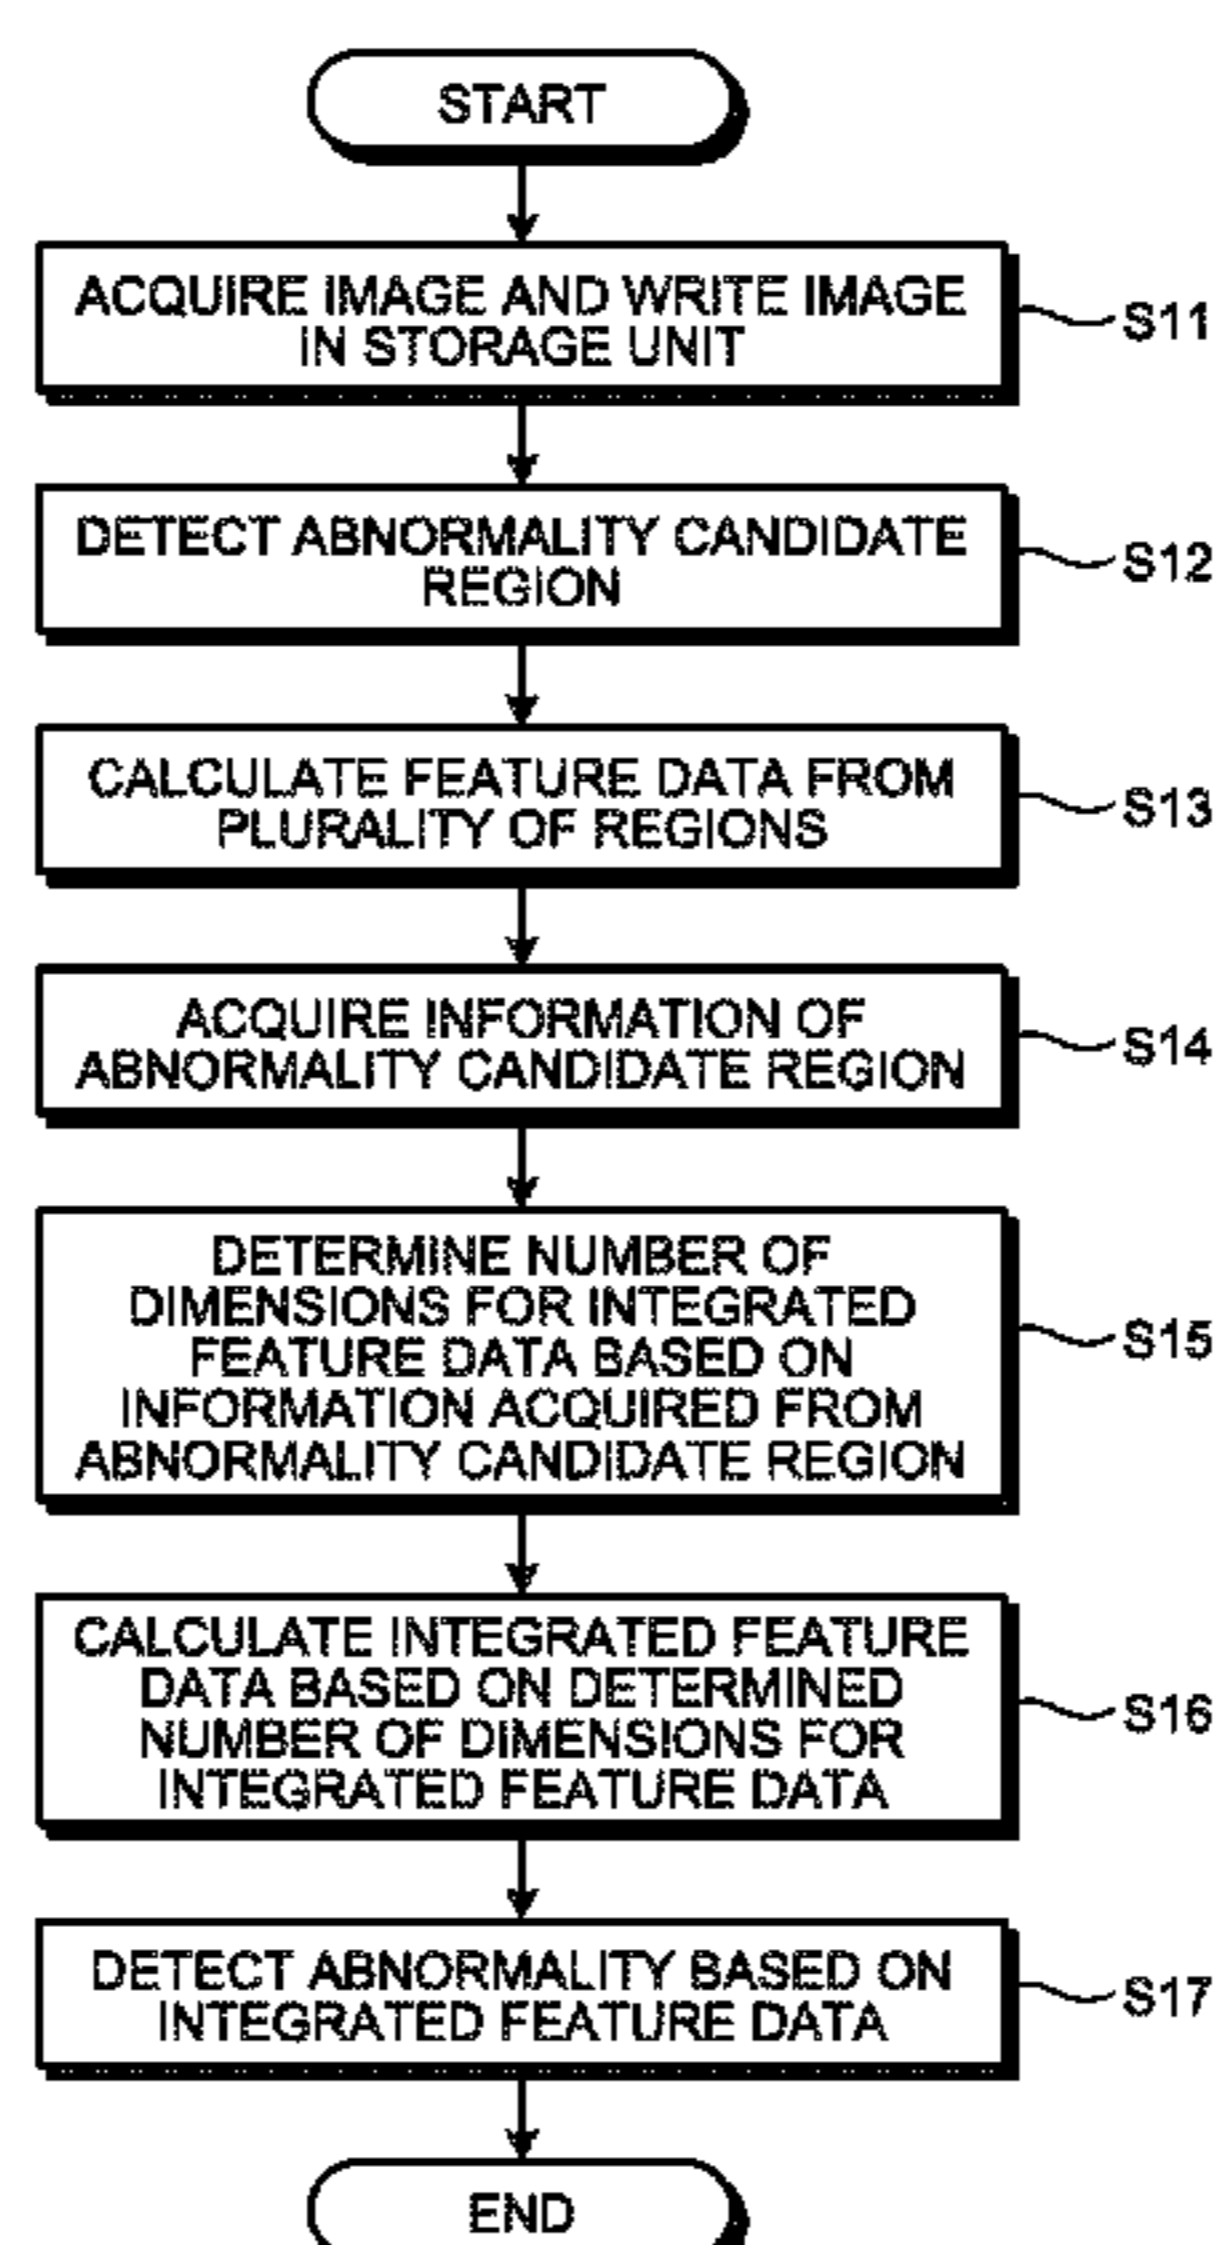 START
ACQUIRE IMAGE AND WRITE IMAGE
IN STORAGE UNIT
S11
DETECT ABNORMALITY CANDIDATE
REGION
S12
CALCULATE FEATURE DATA FROM
PLURALITY OF REGIONS
S13
ACQUIRE INFORMATION OF
ABNORMALITY CANDIDATE REGION
S14
DETERMINE NUMBER OF
DIMENSIONS FOR INTEGRATED
FEATURE DATA BASED ON
INFORMATION ACQUIRED FROM
ABNORMALITY CANDIDATE REGION
S15
CALCULATE INTEGRATED FEATURE
DATA BASED ON DETERMINED
NUMBER OF DIMENSIONS FOR
INTEGRATED FEATURE DATA
S16
DETECT ABNORMALITY BASED ON
INTEGRATED FEATURE DATA
S17
END